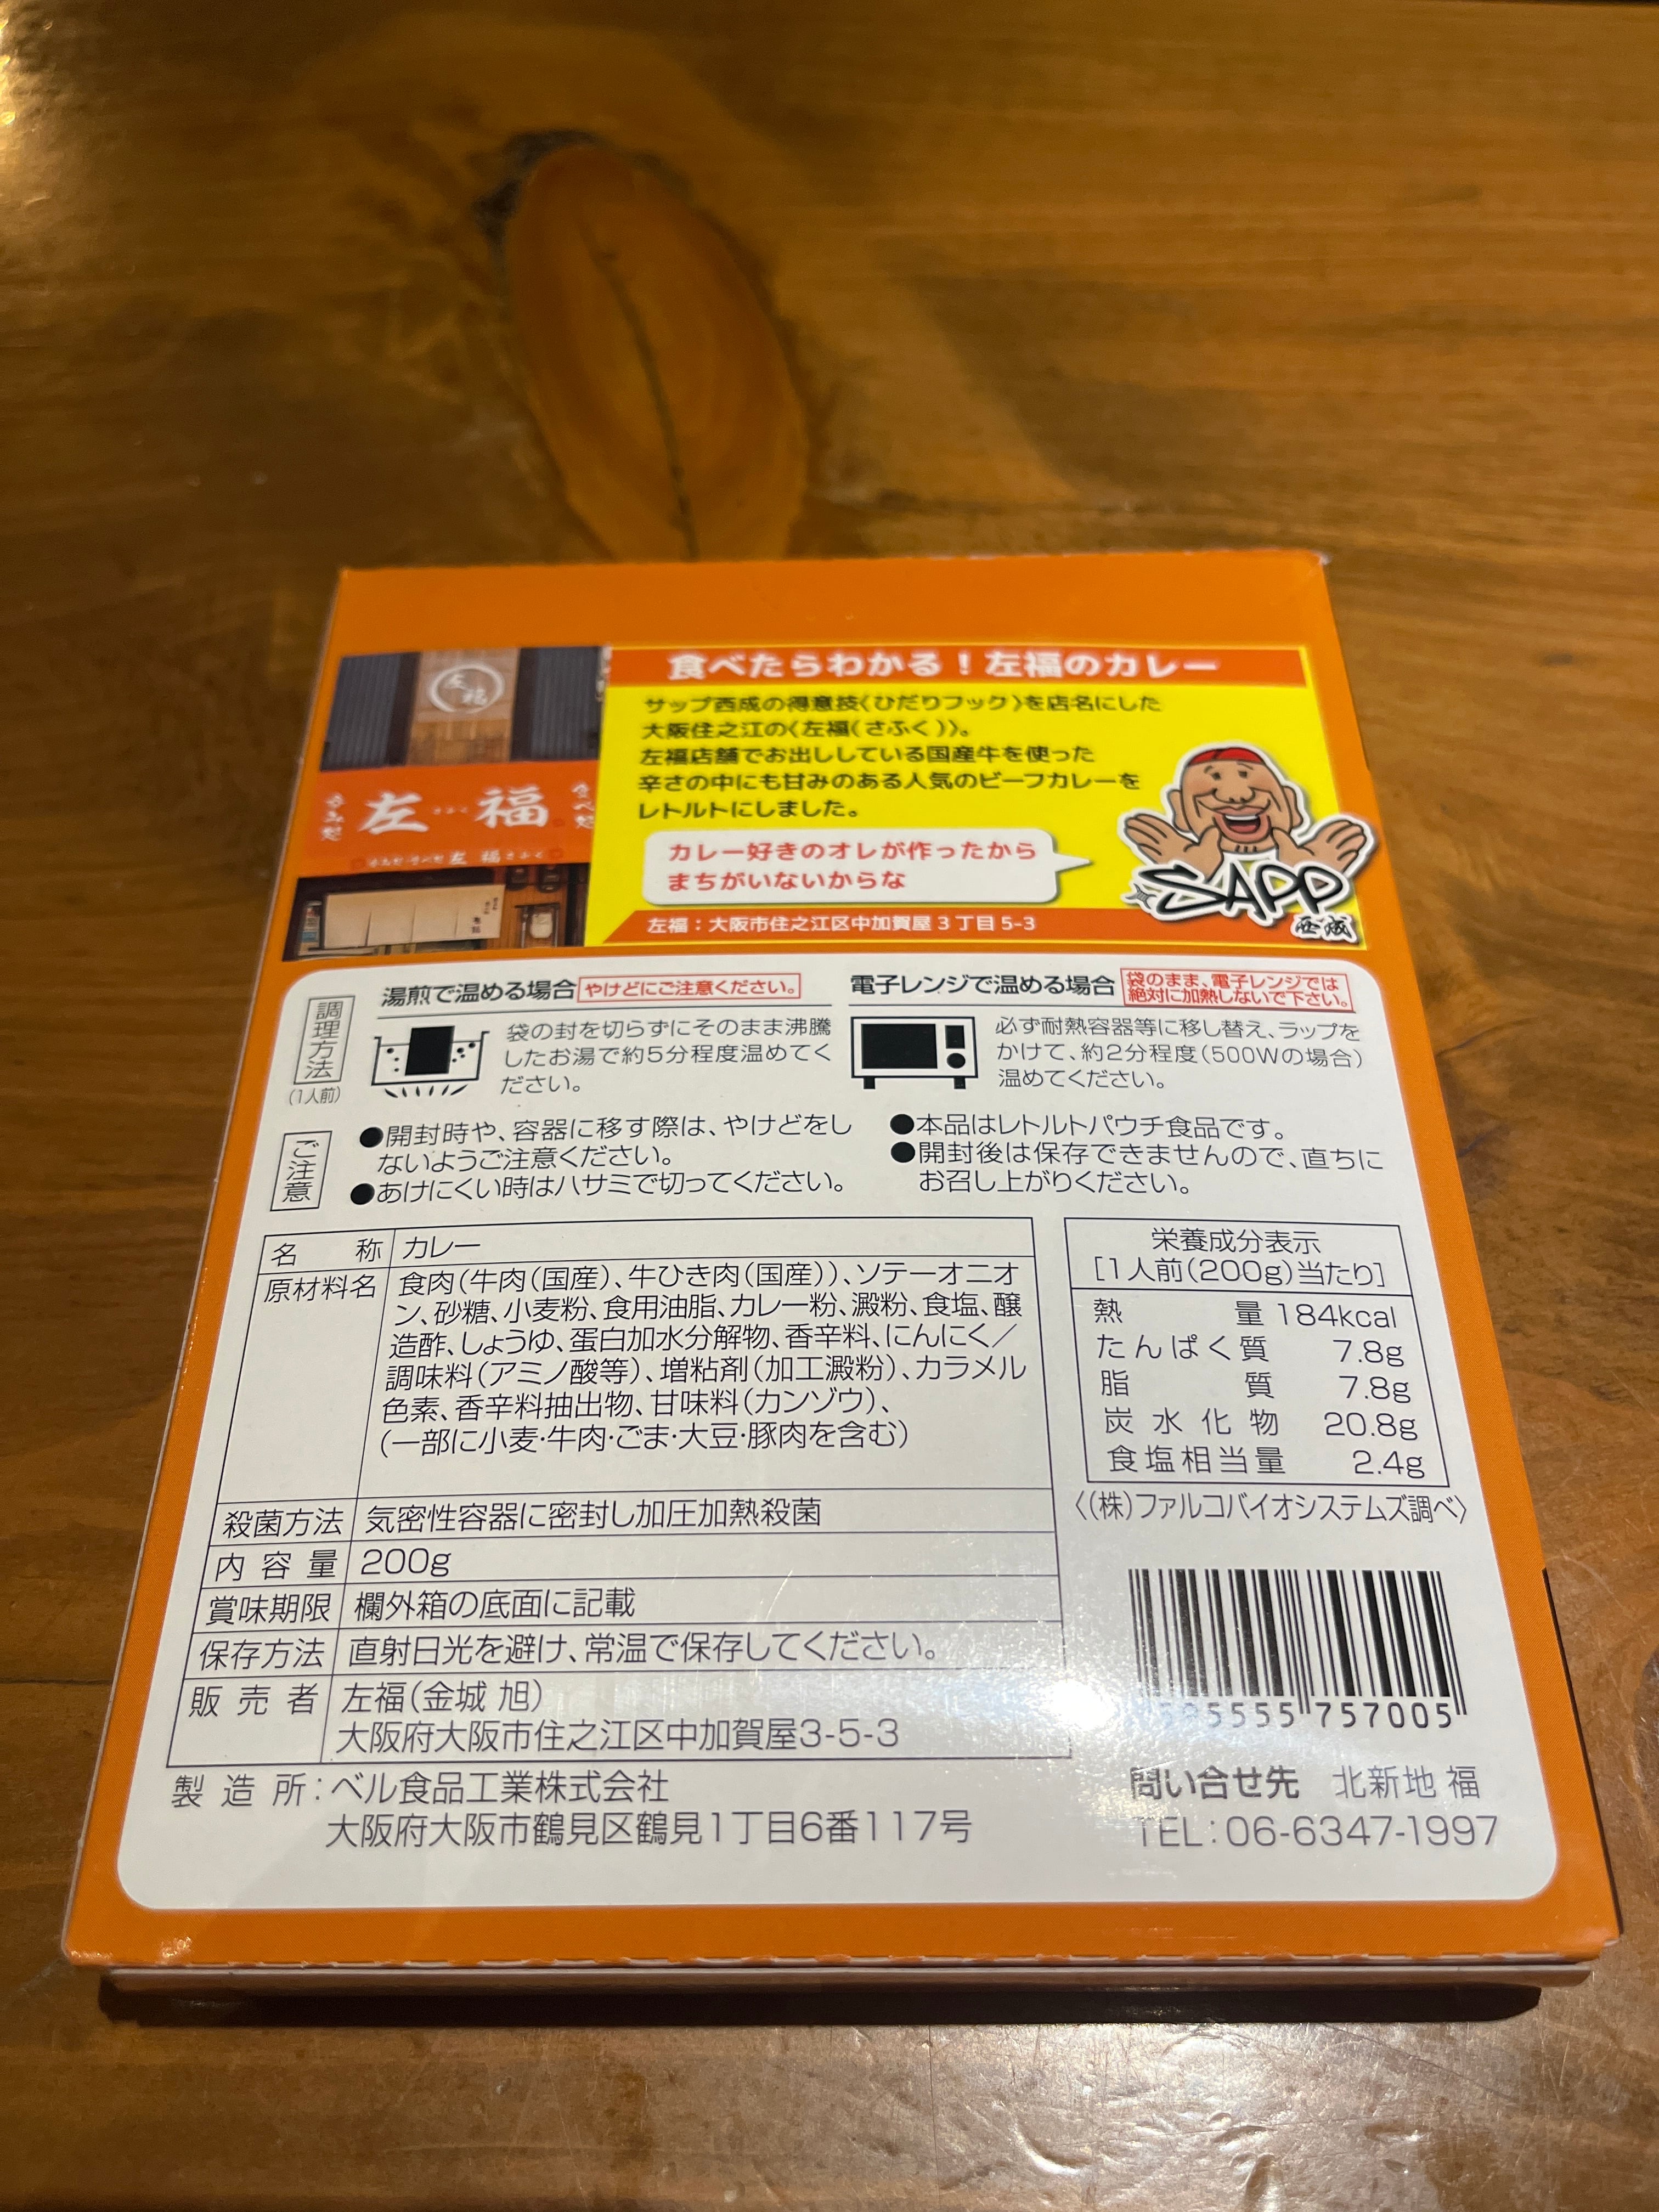 左福
左 さふく 福
食べたらわかる！左福のカレー
サップ西成の得意技〈ひだりフック〉を店名にした
大阪住之江の〈左福(さふく)〉。
左福店舗でお出ししている国産牛を使った
辛さの中にも甘みのある人気のビーフカレーを
レトルトにしました。
カレー好きのオレが作ったから
まちがいないからな
SAPP
西成
左福：大阪市住之江区中加賀屋 3 丁目 5-3
調理方法
(1人前)
湯煎で温める場合 やけどにご注意ください。
袋の封を切らずにそのまま沸騰
したお湯で約5分程度温めてく
ださい。
電子レンジで温める場合
袋のまま、電子レンジでは
絶対に加熱しないで下さい。
必ず耐熱容器等に移し替え、ラップを
かけて、約2分程度(500Wの場合)
温めてください。
ご注意
●開封時や、容器に移す際は、やけどをし
ないようご注意ください。
●あけにくい時はハサミで切ってください。
●本品はレトルトパウチ食品です。
●開封後は保存できませんので、直ちに
お召し上がりください。
名 称 カレー
原材料名 食肉(牛肉(国産)、牛ひき肉(国産))、ソテーオニオ
ン、砂糖、小麦粉、食用油脂、カレー粉、澱粉、食塩、醸
造酢、しょうゆ、蛋白加水分解物、香辛料、にんにく／
調味料(アミノ酸等)、増粘剤(加工澱粉)、カラメル
色素、香辛料抽出物、甘味料(カンゾウ)、
(一部に小麦・牛肉・ごま・大豆・豚肉を含む)
殺菌方法 気密性容器に密封し加圧加熱殺菌
内 容 量 200g
賞味期限 欄外箱の底面に記載
保存方法 直射日光を避け、常温で保存してください。
販 売 者 左福(金城 旭)
大阪府大阪市住之江区中加賀屋3-5-3
製 造 所：ベル食品工業株式会社
大阪府大阪市鶴見区鶴見1丁目6番117号
栄養成分表示
[1人前(200g)当たり]
熱 量 184kcal
たんぱく質 7.8g
脂 質 7.8g
炭 水 化 物 20.8g
食塩相当量 2.4g
〈(株)ファルコバイオシステムズ調べ〉
757005
問い合せ先 北新地 福
TEL：06-6347-1997